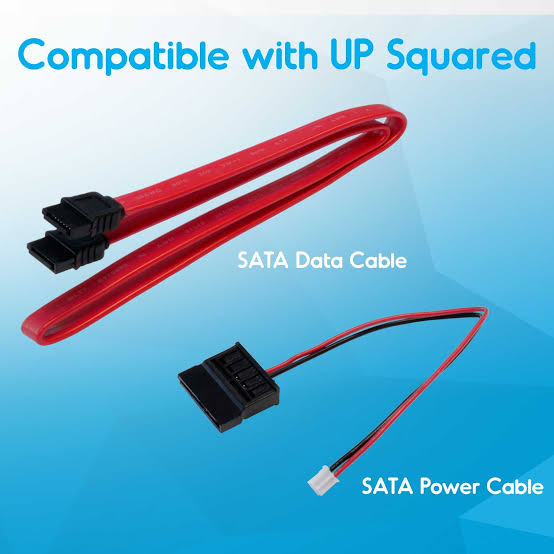 Compatible with UP Squared
SATA Data Cable
SATA Power Cable